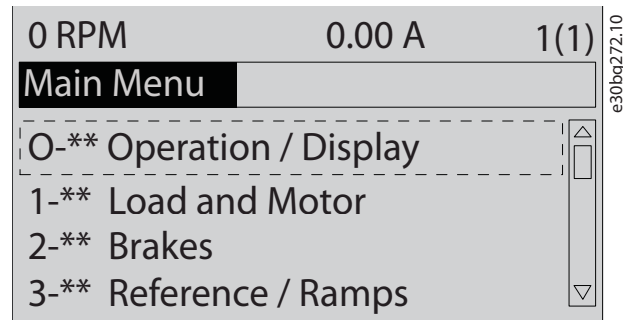 0 RPM 0.00 A 1(1)
Main Menu
O-** Operation / Display
1-** Load and Motor
2-** Brakes
3-** Reference / Ramps
e30bq272.10